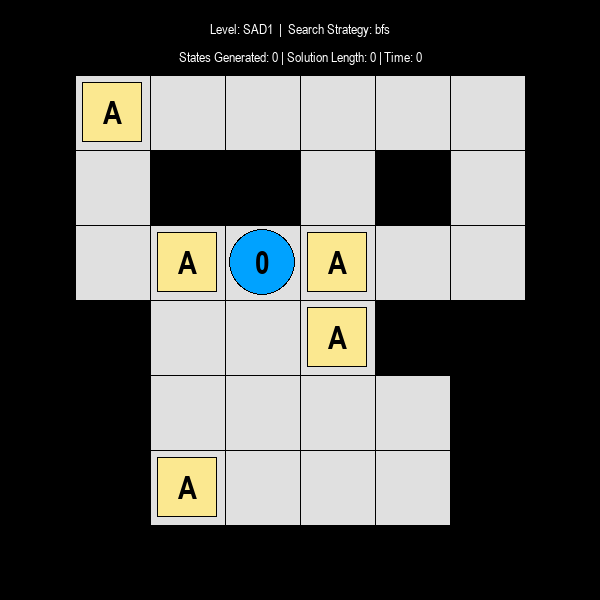 Level: SAD1 | Search Strategy: bfs
States Generated: 0 | Solution Length: 0 | Time: 0
A
A 0 A
A
A